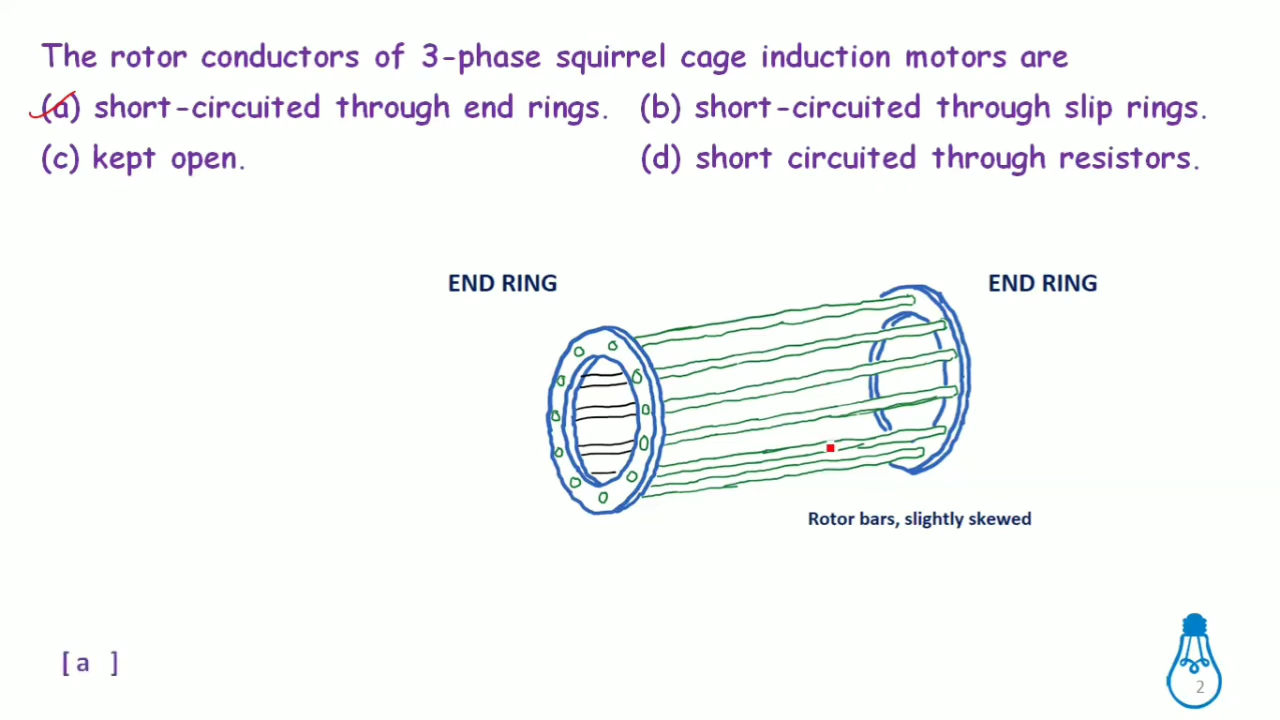 The rotor conductors of 3-phase squirrel cage induction motors are
(a) short-circuited through end rings. (b) short-circuited through slip rings.
(c) kept open. (d) short circuited through resistors.
END RING END RING
Rotor bars, slightly skewed
[ a ]
2